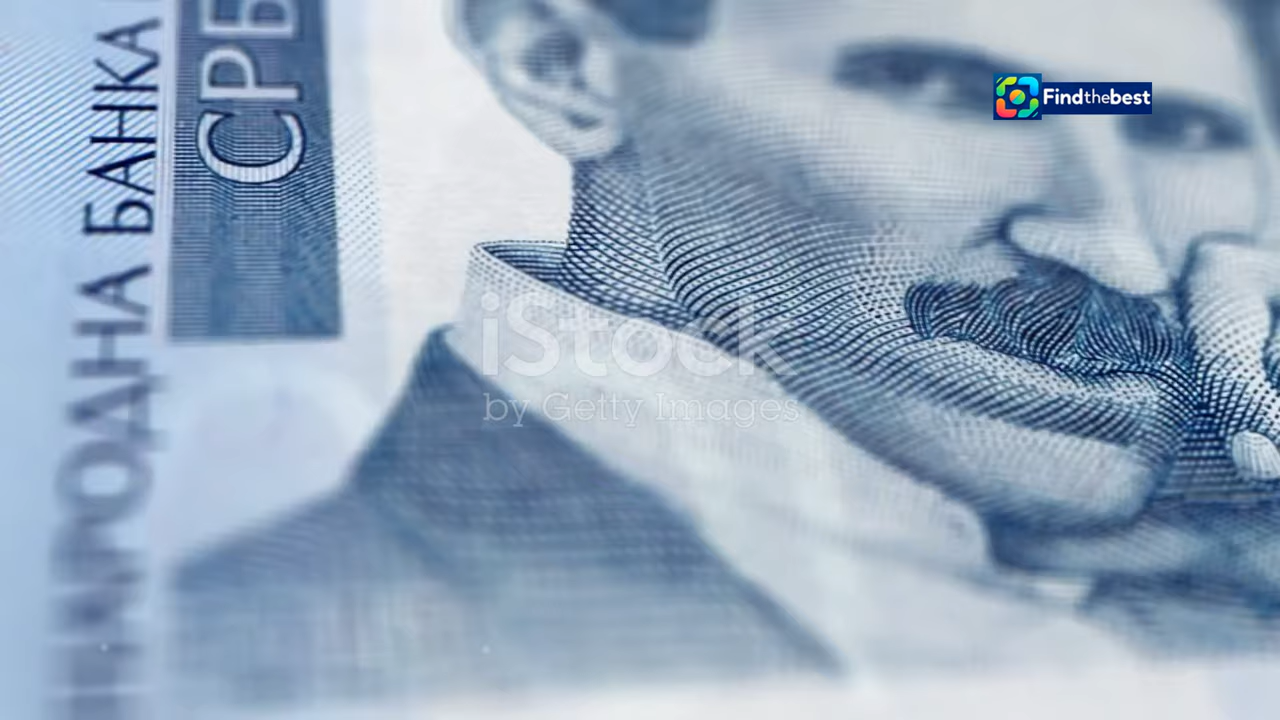 НАРОДНА БАНКА
СРБ
iStock
by Getty Images
FindtheBest